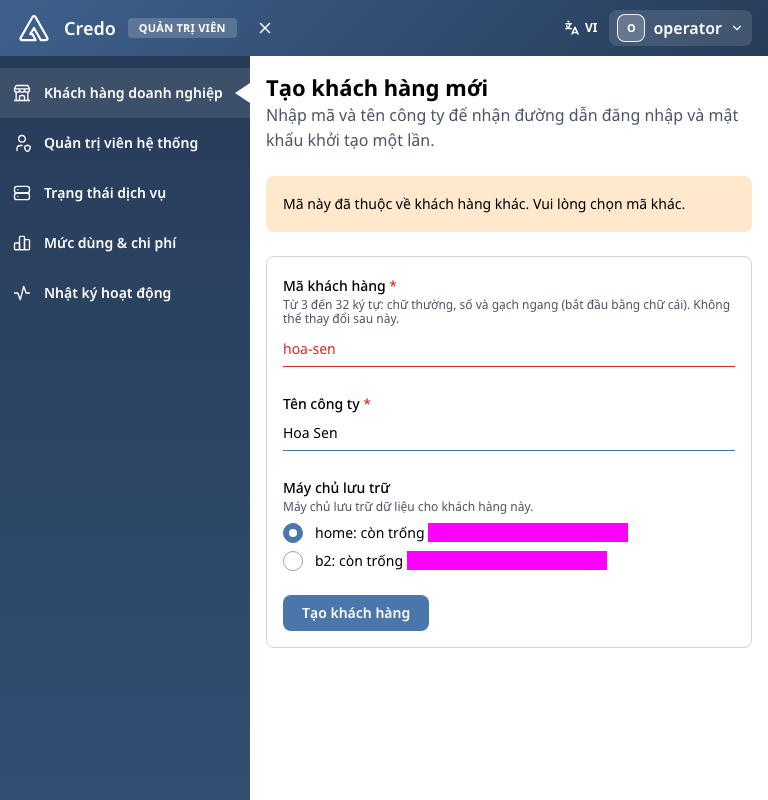 Credo
QUẢN TRỊ VIÊN
VI
O
operator
Khách hàng doanh nghiệp
Quản trị viên hệ thống
Trạng thái dịch vụ
Mức dùng & chi phí
Nhật ký hoạt động
Tạo khách hàng mới
Nhập mã và tên công ty để nhận đường dẫn đăng nhập và mật
khẩu khởi tạo một lần.
Mã này đã thuộc về khách hàng khác. Vui lòng chọn mã khác.
Mã khách hàng *
Từ 3 đến 32 ký tự: chữ thường, số và gạch ngang (bắt đầu bằng chữ cái). Không
thể thay đổi sau này.
hoa-sen
Tên công ty *
Hoa Sen
Máy chủ lưu trữ
Máy chủ lưu trữ dữ liệu cho khách hàng này.
home: còn trống
b2: còn trống
Tạo khách hàng